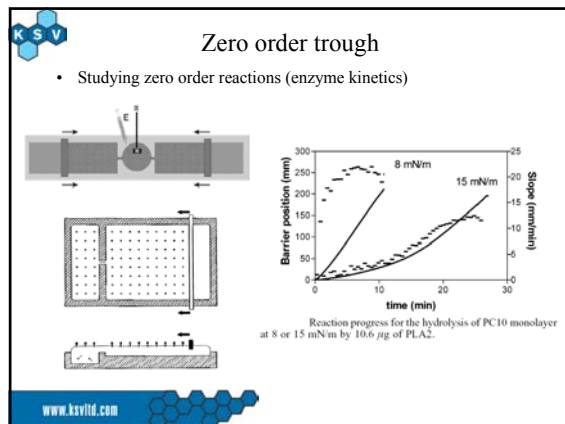 KSV
Zero order trough
• Studying zero order reactions (enzyme kinetics)
E
8 mN/m
15 mN/m
Barrier position (mm)
300
250
200
150
100
50
0
Slope (mm/min)
25
20
15
10
5
0
0 10 20 30
time (min)
Reaction progress for the hydrolysis of PC10 monolayer
at 8 or 15 mN/m by 10.6 μg of PLA2.
www.ksvltd.com